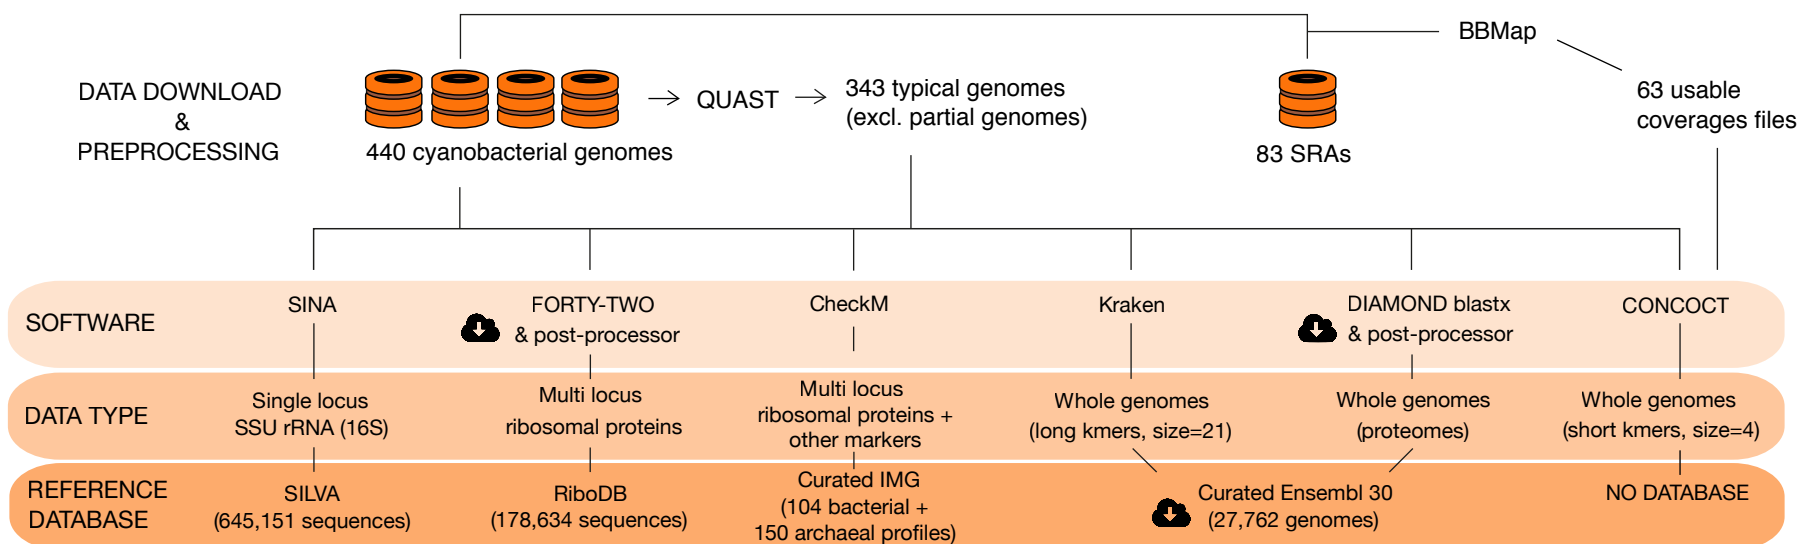 BBMap
DATA DOWNLOAD
&
PREPROCESSING
440 cyanobacterial genomes
QUAST
343 typical genomes
(excl. partial genomes)
83 SRAs
63 usable
coverages files
SOFTWARE
SINA
FORTY-TWO
& post-processor
CheckM
Kraken
DIAMOND blastx
& post-processor
CONCOCT
DATA TYPE
Single locus
SSU rRNA (16S)
Multi locus
ribosomal proteins
Multi locus
ribosomal proteins +
other markers
Whole genomes
(long kmers, size=21)
Whole genomes
(proteomes)
Whole genomes
(short kmers, size=4)
REFERENCE
DATABASE
SILVA
(645,151 sequences)
RiboDB
(178,634 sequences)
Curated IMG
(104 bacterial +
150 archaeal profiles)
Curated Ensembl 30
(27,762 genomes)
NO DATABASE